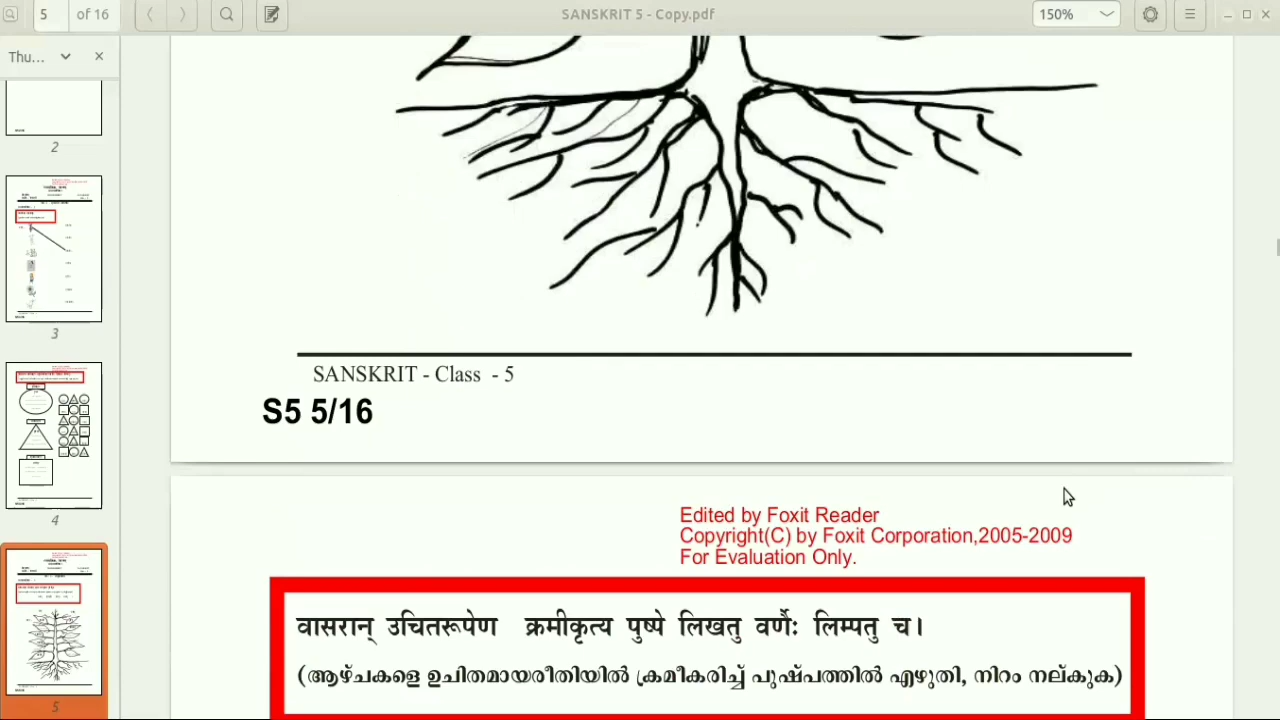 5 of 16
SANSKRIT 5 - Copy.pdf
150%
Thu...
2
3
4
5
SANSKRIT - Class - 5
S5 5/16
Edited by Foxit Reader
Copyright(C) by Foxit Corporation,2005-2009
For Evaluation Only.
वासरान् उचितरूपेण क्रमीकृत्य पुष्पे लिखतु वर्णैः लिम्पतु च।
(ആഴ്ചകളെ ഉചിതമായരീതിയിൽ ക്രമീകരിച്ച് പുഷ്പത്തിൽ എഴുതി, നിറം നല്കുക)